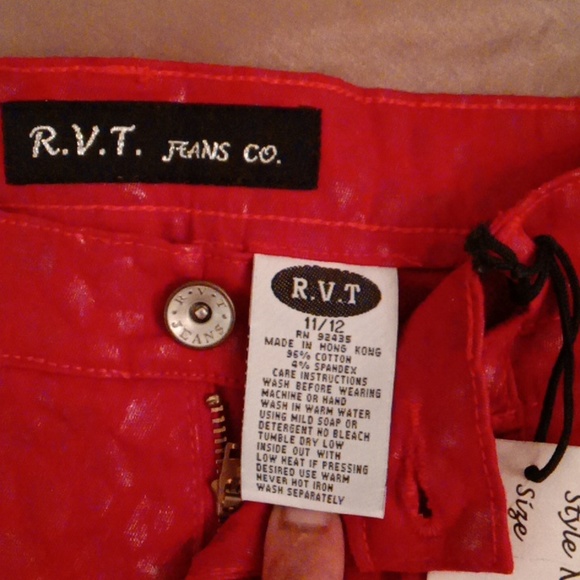 R.V.T. JEANS CO.
R.V.T
JEANS
R.V.T
11/12
RN 92435
MADE IN HONG KONG
96% COTTON
4% SPANDEX
CARE INSTRUCTIONS
WASH BEFORE WEARING
MACHINE OR HAND
WASH IN WARM WATER
USING MILD SOAP OR
DETERGENT NO BLEACH
TUMBLE DRY LOW
INSIDE OUT WITH
LOW HEAT IF PRESSING
DESIRED USE WARM
NEVER HOT IRON
WASH SEPARATELY
Style
Size